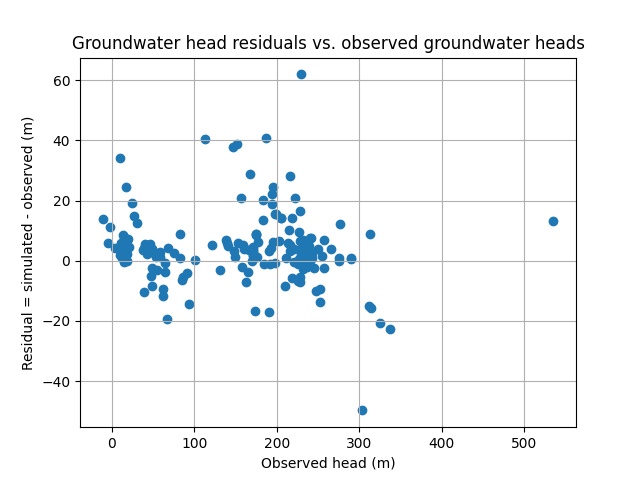 Groundwater head residuals vs. observed groundwater heads
Residual = simulated - observed (m)
60
40
20
0
−20
−40
0 100 200 300 400 500
Observed head (m)